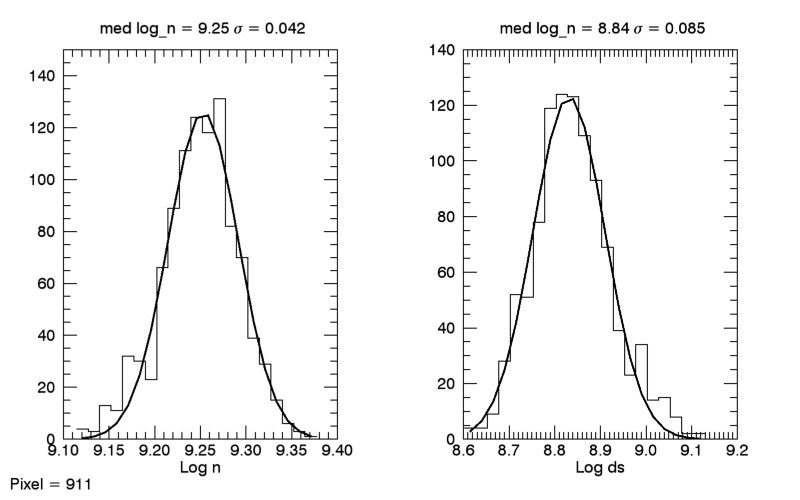 med log_n = 9.25 σ = 0.042
140
120
100
80
60
40
20
0
9.10 9.15 9.20 9.25 9.30 9.35 9.40
Log n
med log_n = 8.84 σ = 0.085
140
120
100
80
60
40
20
0
8.6 8.7 8.8 8.9 9.0 9.1 9.2
Log ds
Pixel = 911